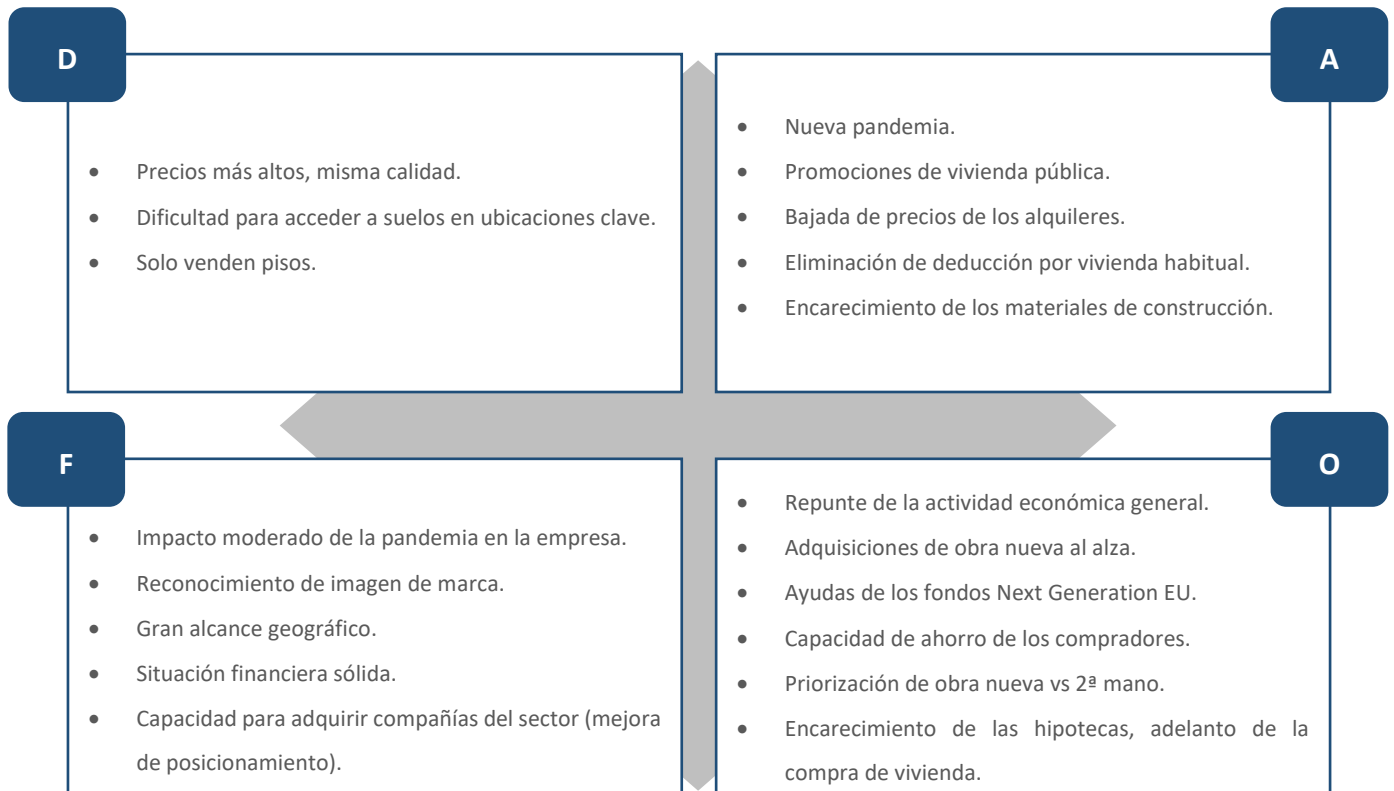 D
• Precios más altos, misma calidad.
• Dificultad para acceder a suelos en ubicaciones clave.
• Solo venden pisos.
A
• Nueva pandemia.
• Promociones de vivienda pública.
• Bajada de precios de los alquileres.
• Eliminación de deducción por vivienda habitual.
• Encarecimiento de los materiales de construcción.
F
• Impacto moderado de la pandemia en la empresa.
• Reconocimiento de imagen de marca.
• Gran alcance geográfico.
• Situación financiera sólida.
• Capacidad para adquirir compañías del sector (mejora
de posicionamiento).
O
• Repunte de la actividad económica general.
• Adquisiciones de obra nueva al alza.
• Ayudas de los fondos Next Generation EU.
• Capacidad de ahorro de los compradores.
• Priorización de obra nueva vs 2ª mano.
• Encarecimiento de las hipotecas, adelanto de la
compra de vivienda.